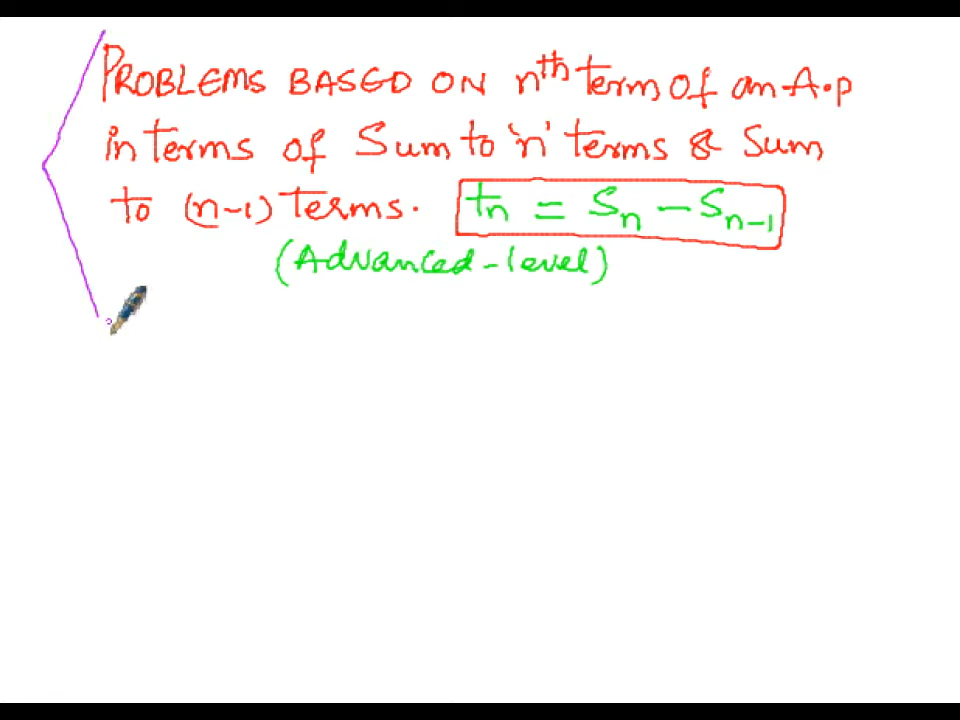 PROBLEMS BASED ON nth term of an A.p
in terms of Sum to 'n' terms & Sum
to (n-1) terms. tn = Sn - Sn-1
(Advanced-level)